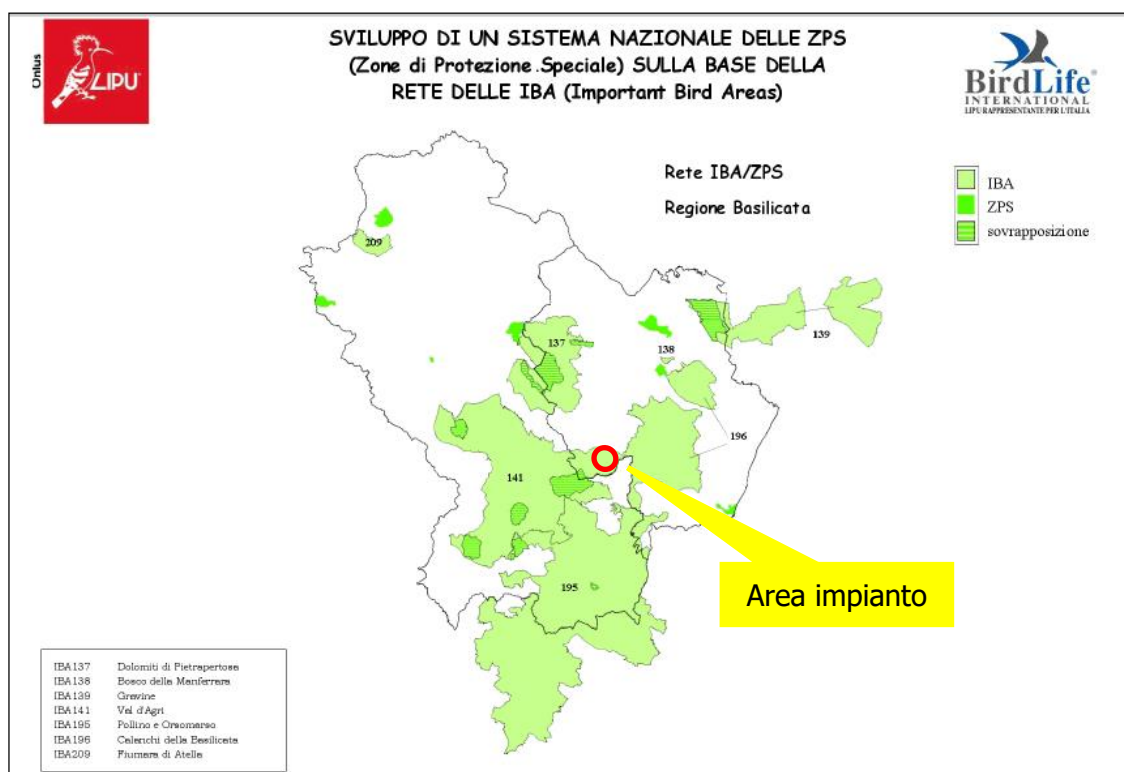 Onlus
LIPU
SVILUPPO DI UN SISTEMA NAZIONALE DELLE ZPS
(Zone di Protezione.Speciale) SULLA BASE DELLA
RETE DELLE IBA (Important Bird Areas)
BirdLife®
INTERNATIONAL
LIPU RAPPRESENTANTE PER L'ITALIA
Rete IBA/ZPS
Regione Basilicata
IBA
ZPS
sovrapposizione
209
137
138
139
196
141
195
Area impianto
IBA137 Dolomiti di Pietrapertosa
IBA138 Bosco della Manferrara
IBA139 Gravine
IBA141 Val d'Agri
IBA195 Pollino e Orsomarso
IBA196 Calanchi della Basilicata
IBA209 Fiumara di Atella